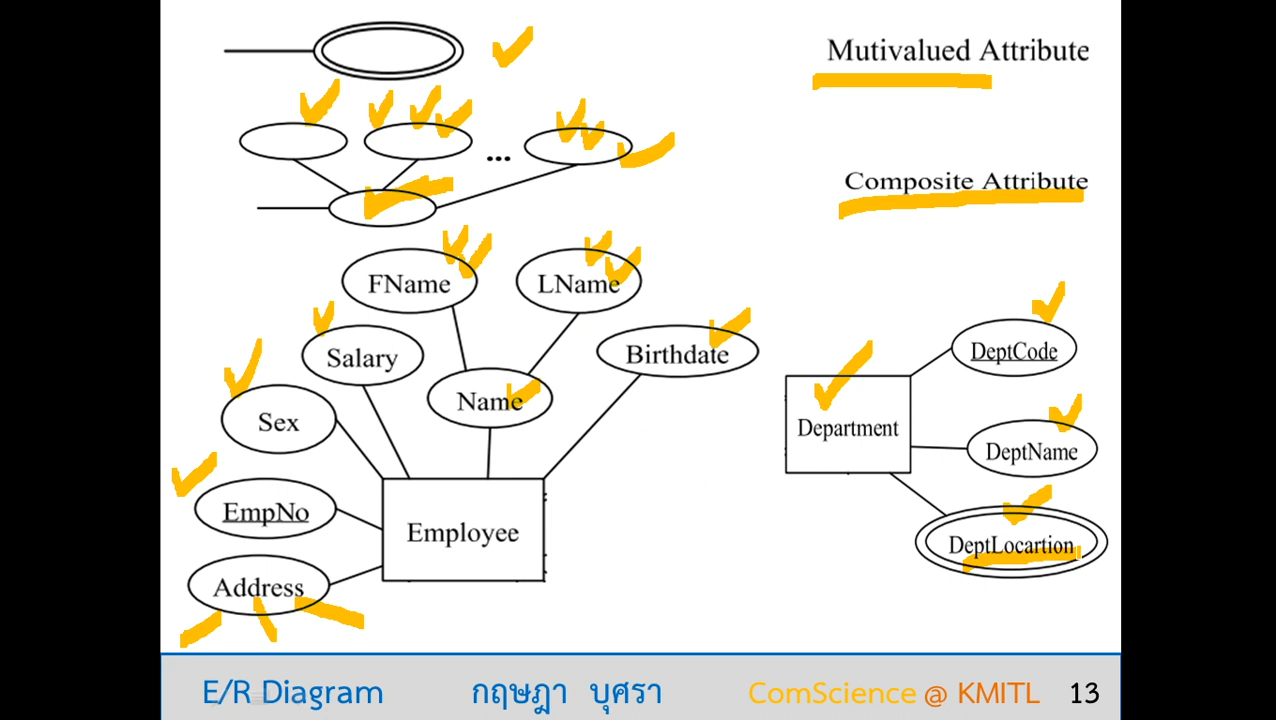 Mutivalued Attribute
...
Composite Attribute
FName
LName
Salary
Name
Birthdate
Sex
EmpNo
Employee
Address
DeptCode
Department
DeptName
DeptLocartion
E/R Diagram กฤษฎา บุศรา ComScience @ KMITL 13